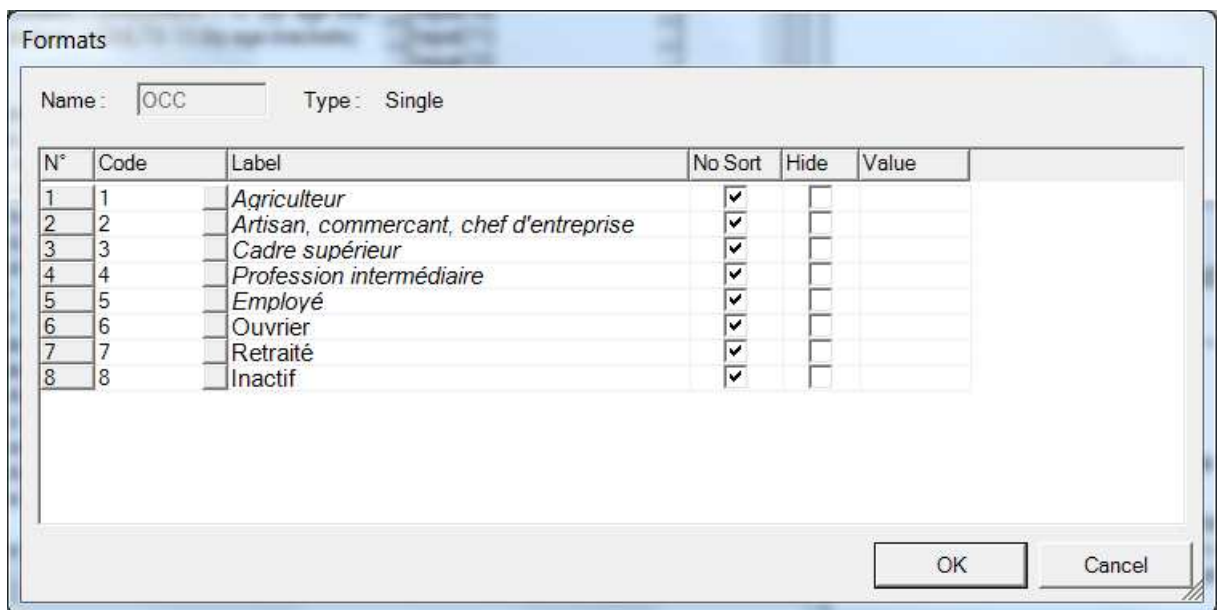 Formats
Name : OCC Type : Single
N° Code Label No Sort Hide Value
1 1 Agriculteur
2 2 Artisan, commercant, chef d'entreprise
3 3 Cadre supérieur
4 4 Profession intermédiaire
5 5 Employé
6 6 Ouvrier
7 7 Retraité
8 8 Inactif
OK Cancel